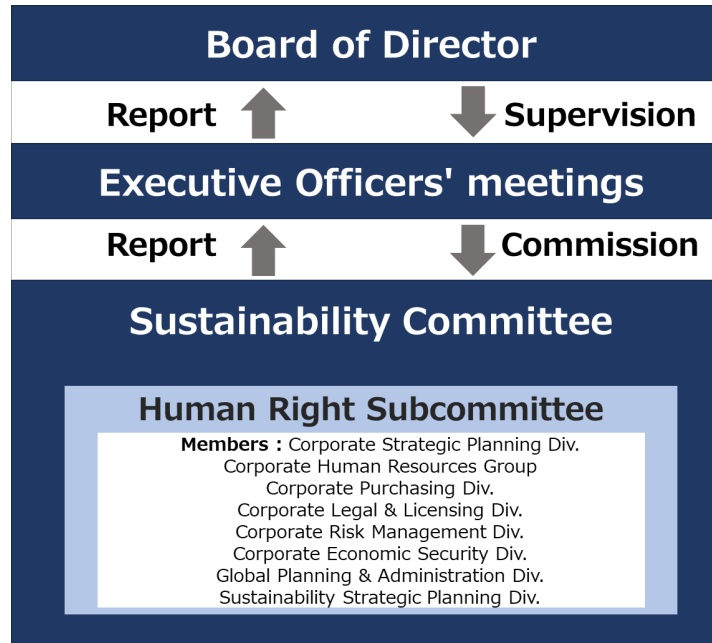 Board of Director
Report Supervision
Executive Officers' meetings
Report Commission
Sustainability Committee
Human Right Subcommittee
Members : Corporate Strategic Planning Div.
Corporate Human Resources Group
Corporate Purchasing Div.
Corporate Legal & Licensing Div.
Corporate Risk Management Div.
Corporate Economic Security Div.
Global Planning & Administration Div.
Sustainability Strategic Planning Div.